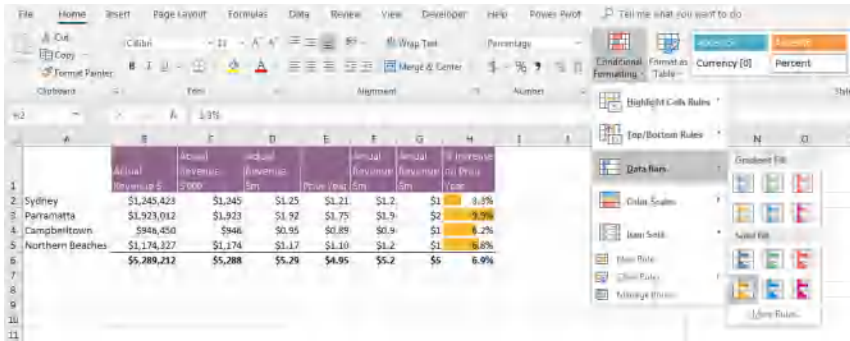 File Home Insert Page Layout Formulas Data Review View Developer Help Power Pivot Tell me what you want to do
Cut
Copy
Format Painter
Clipboard
Calibri 11
Wrap Text
Merge & Center
Alignment
Percentage
Number
Conditional Formatting
Format as Table
Currency [0] Percent
H2 3.3%
A B C D E F G H I J N O
1 Actual Revenue $ Actual Revenue $'000 Actual Revenue $m Prior Year Actual Revenue $m Actual Revenue $m % Increase on Prior Year
2 Sydney $1,245,423 $1,245 $1.25 $1.21 $1.2 $1 3.3%
3 Parramatta $1,923,012 $1,923 $1.92 $1.75 $1.9 $2 9.9%
4 Campbelltown $946,450 $946 $0.95 $0.89 $0.9 $1 6.2%
5 Northern Beaches $1,174,327 $1,174 $1.17 $1.10 $1.2 $1 6.8%
6 $5,289,212 $5,288 $5.29 $4.95 $5.2 $5 6.9%
7
8
9
10
11
Highlight Cells Rules
Top/Bottom Rules
Data Bars
Color Scales
Icon Sets
New Rule
Clear Rules
Manage Rules
Gradient Fill
Solid Fill
More Rules